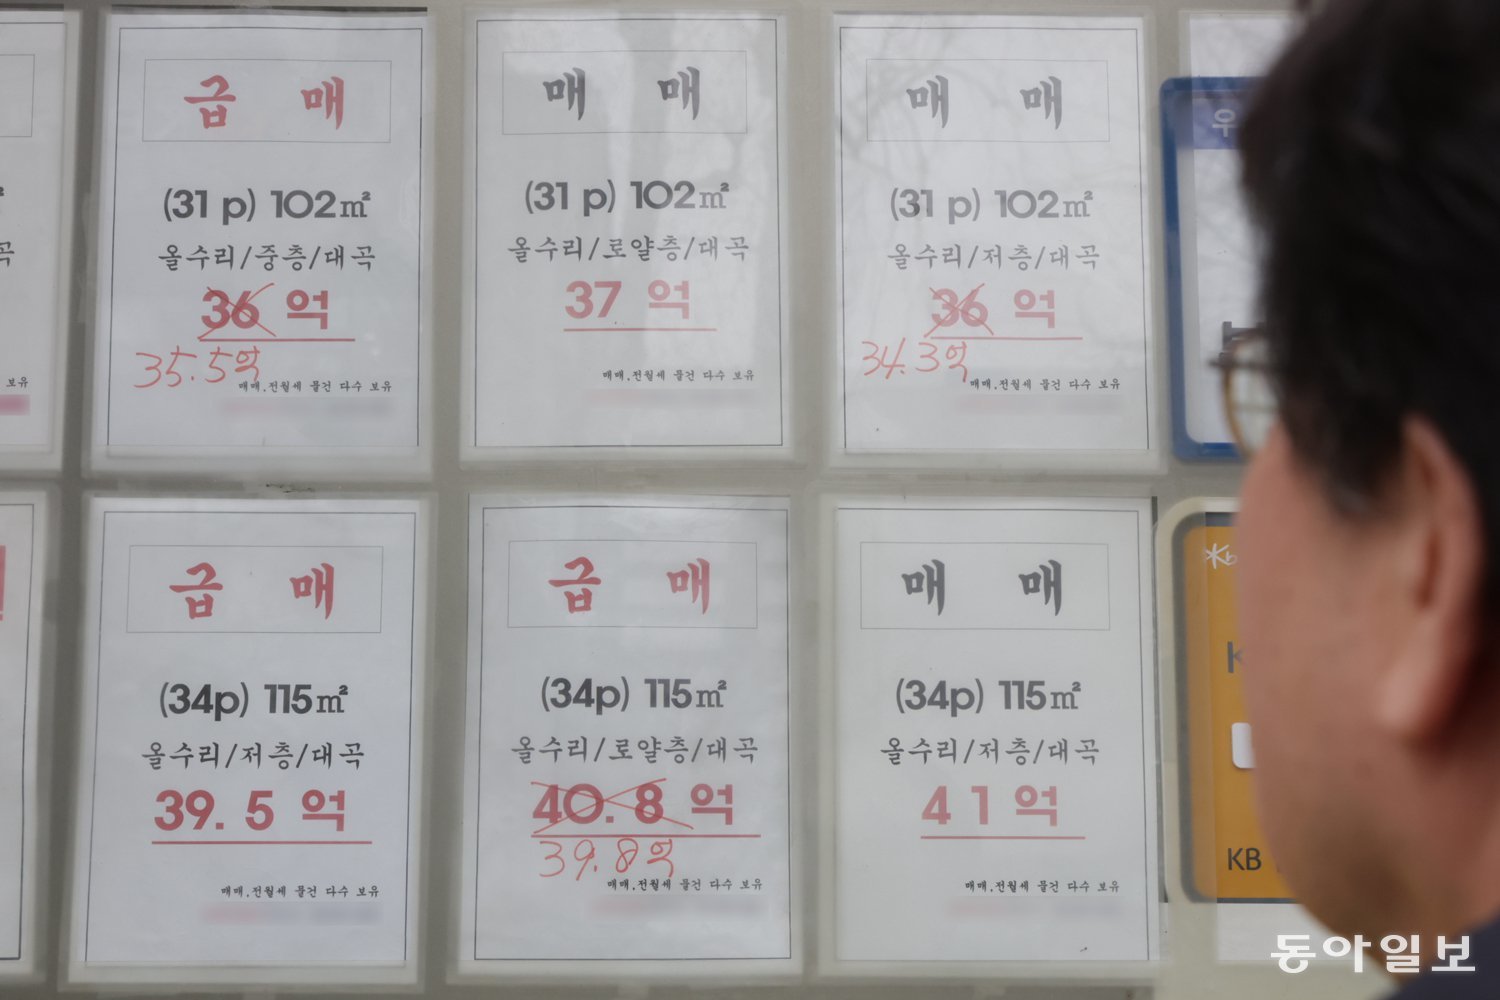 급 매
(31 p) 102㎡
올수리/중층/대곡
36 억
35.5억
매매.전월세 물건 다수 보유
매 매
(31 p) 102㎡
올수리/로얄층/대곡
37 억
매매.전월세 물건 다수 보유
매 매
(31 p) 102㎡
올수리/저층/대곡
36 억
34.3억
매매.전월세 물건 다수 보유
우
곡
보유
급 매
(34p) 115㎡
올수리/저층/대곡
39. 5 억
매매.전월세 물건 다수 보유
급 매
(34p) 115㎡
올수리/로얄층/대곡
40. 8 억
39.8억
매매.전월세 물건 다수 보유
매 매
(34p) 115㎡
올수리/저층/대곡
4 1 억
매매.전월세 물건 다수 보유
KB
동아일보